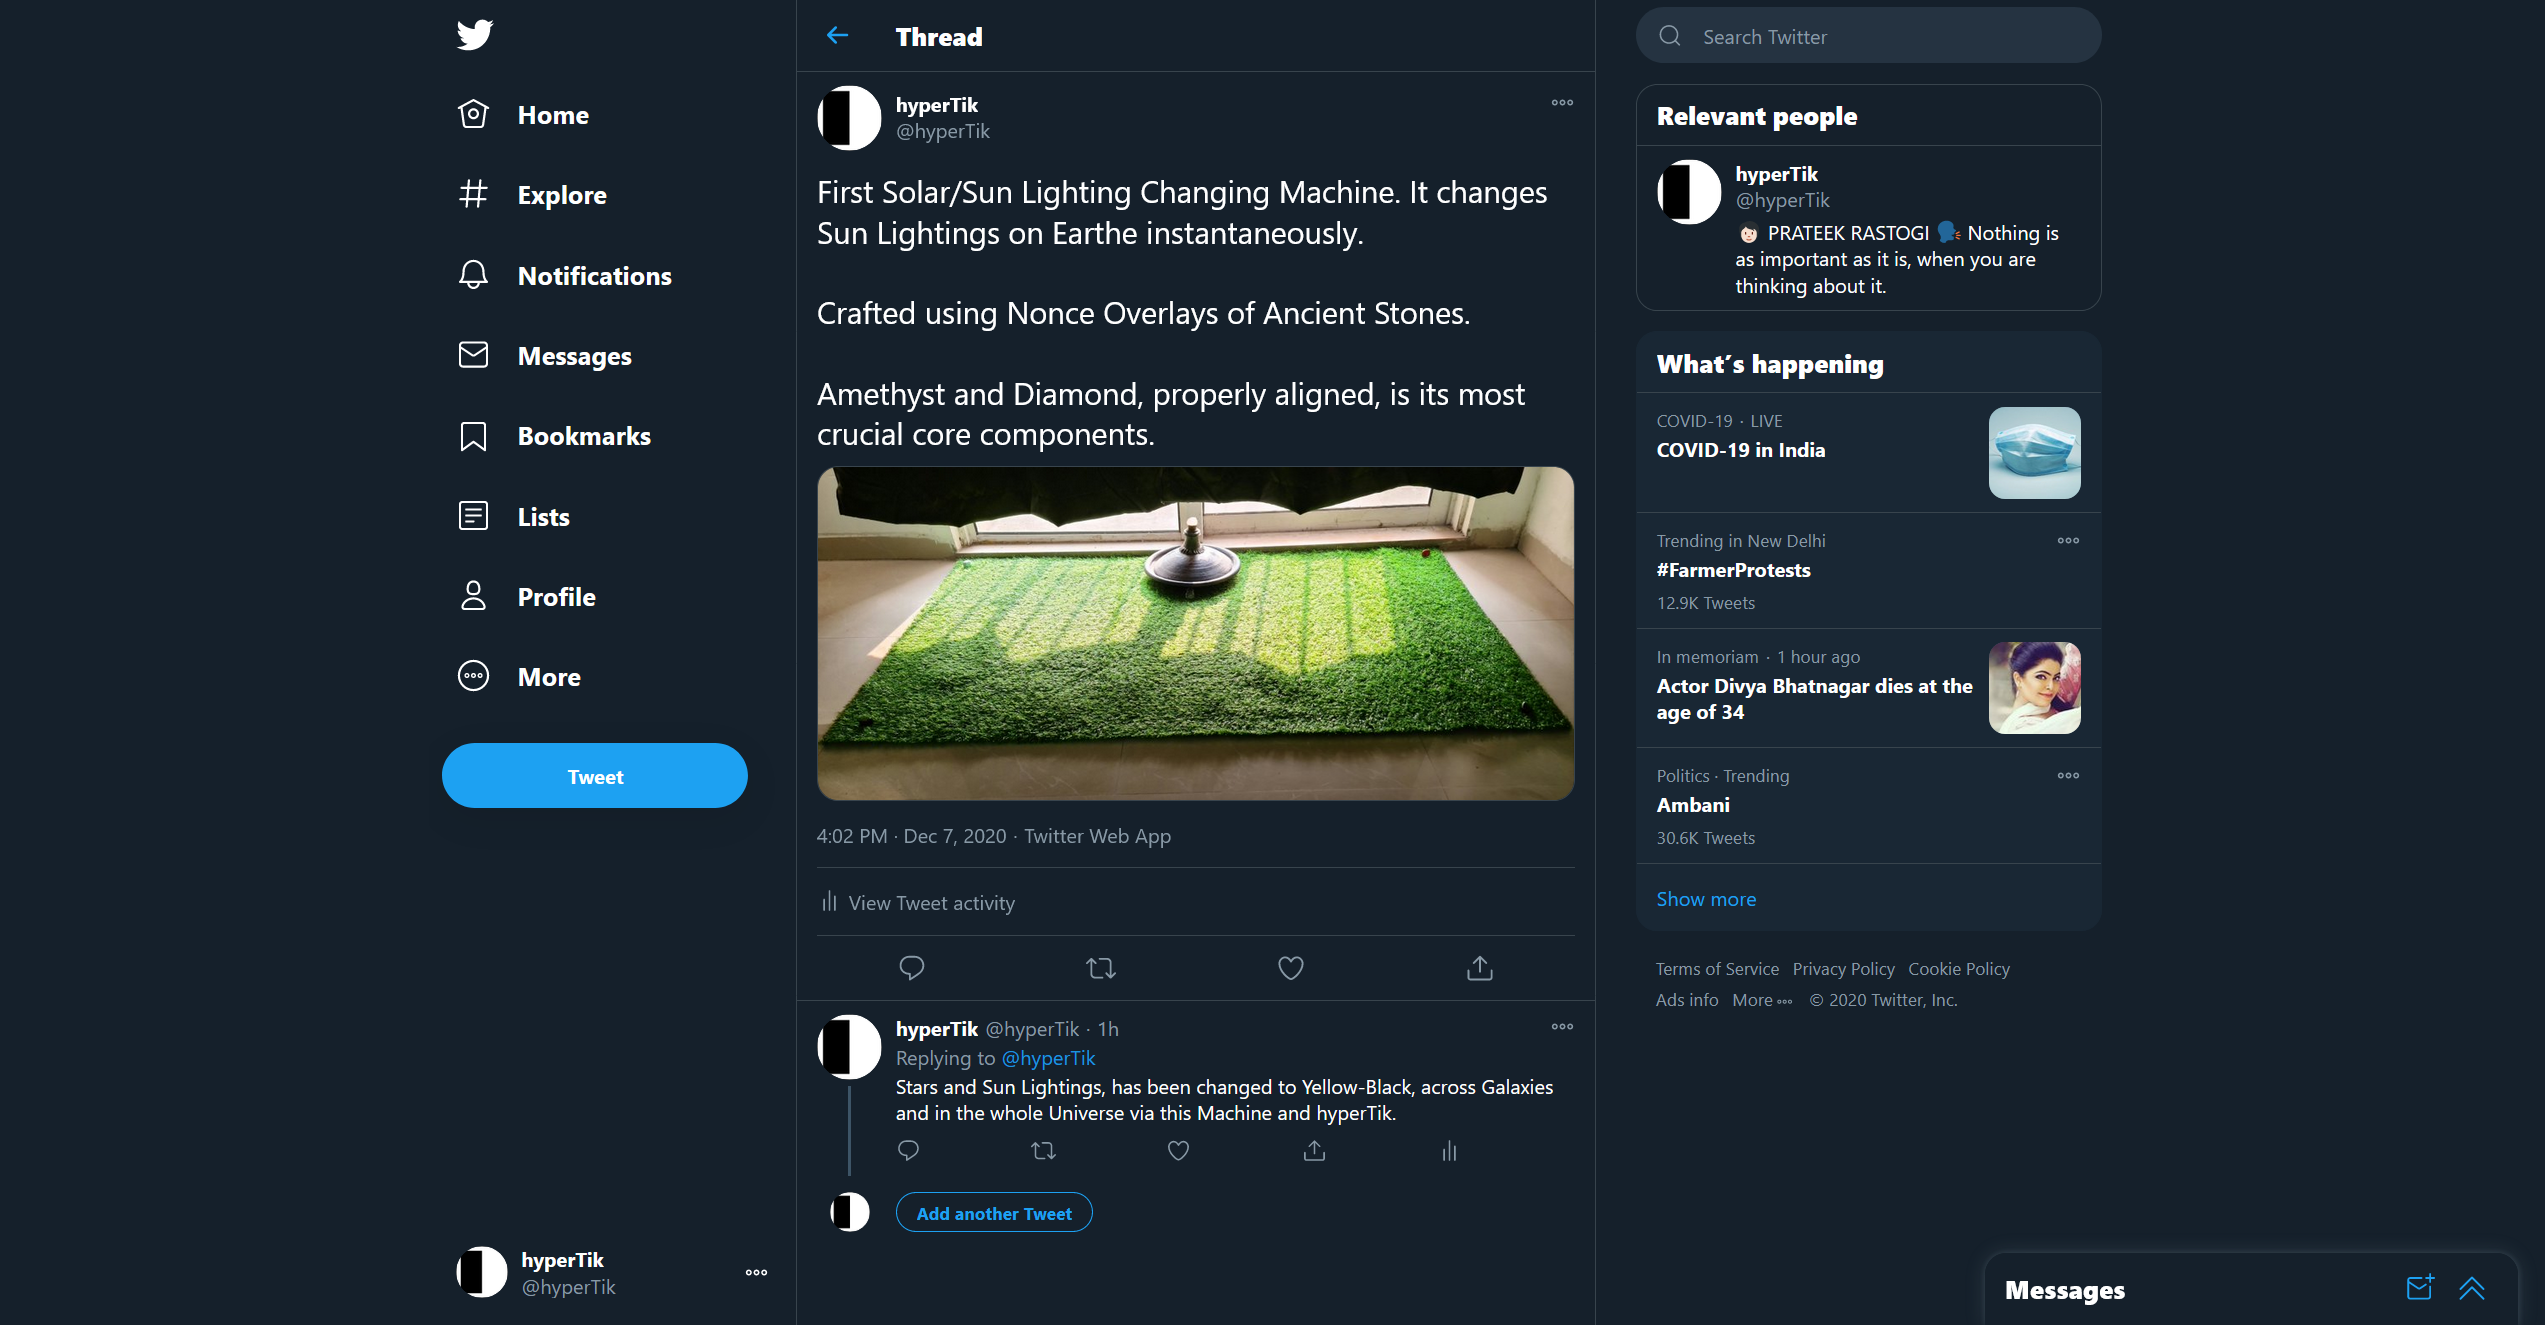 Home
Explore
Notifications
Messages
Bookmarks
Lists
Profile
More
Tweet
hyperTik
@hyperTik
Thread
hyperTik
@hyperTik
First Solar/Sun Lighting Changing Machine. It changes
Sun Lightings on Earthe instantaneously.
Crafted using Nonce Overlays of Ancient Stones.
Amethyst and Diamond, properly aligned, is its most
crucial core components.
4:02 PM · Dec 7, 2020 · Twitter Web App
View Tweet activity
hyperTik @hyperTik · 1h
Replying to @hyperTik
Stars and Sun Lightings, has been changed to Yellow-Black, across Galaxies
and in the whole Universe via this Machine and hyperTik.
Add another Tweet
Search Twitter
Relevant people
hyperTik
@hyperTik
PRATEEK RASTOGI Nothing is
as important as it is, when you are
thinking about it.
What's happening
COVID-19 · LIVE
COVID-19 in India
Trending in New Delhi
#FarmerProtests
12.9K Tweets
In memoriam · 1 hour ago
Actor Divya Bhatnagar dies at the
age of 34
Politics · Trending
Ambani
30.6K Tweets
Show more
Terms of Service Privacy Policy Cookie Policy
Ads info More © 2020 Twitter, Inc.
Messages